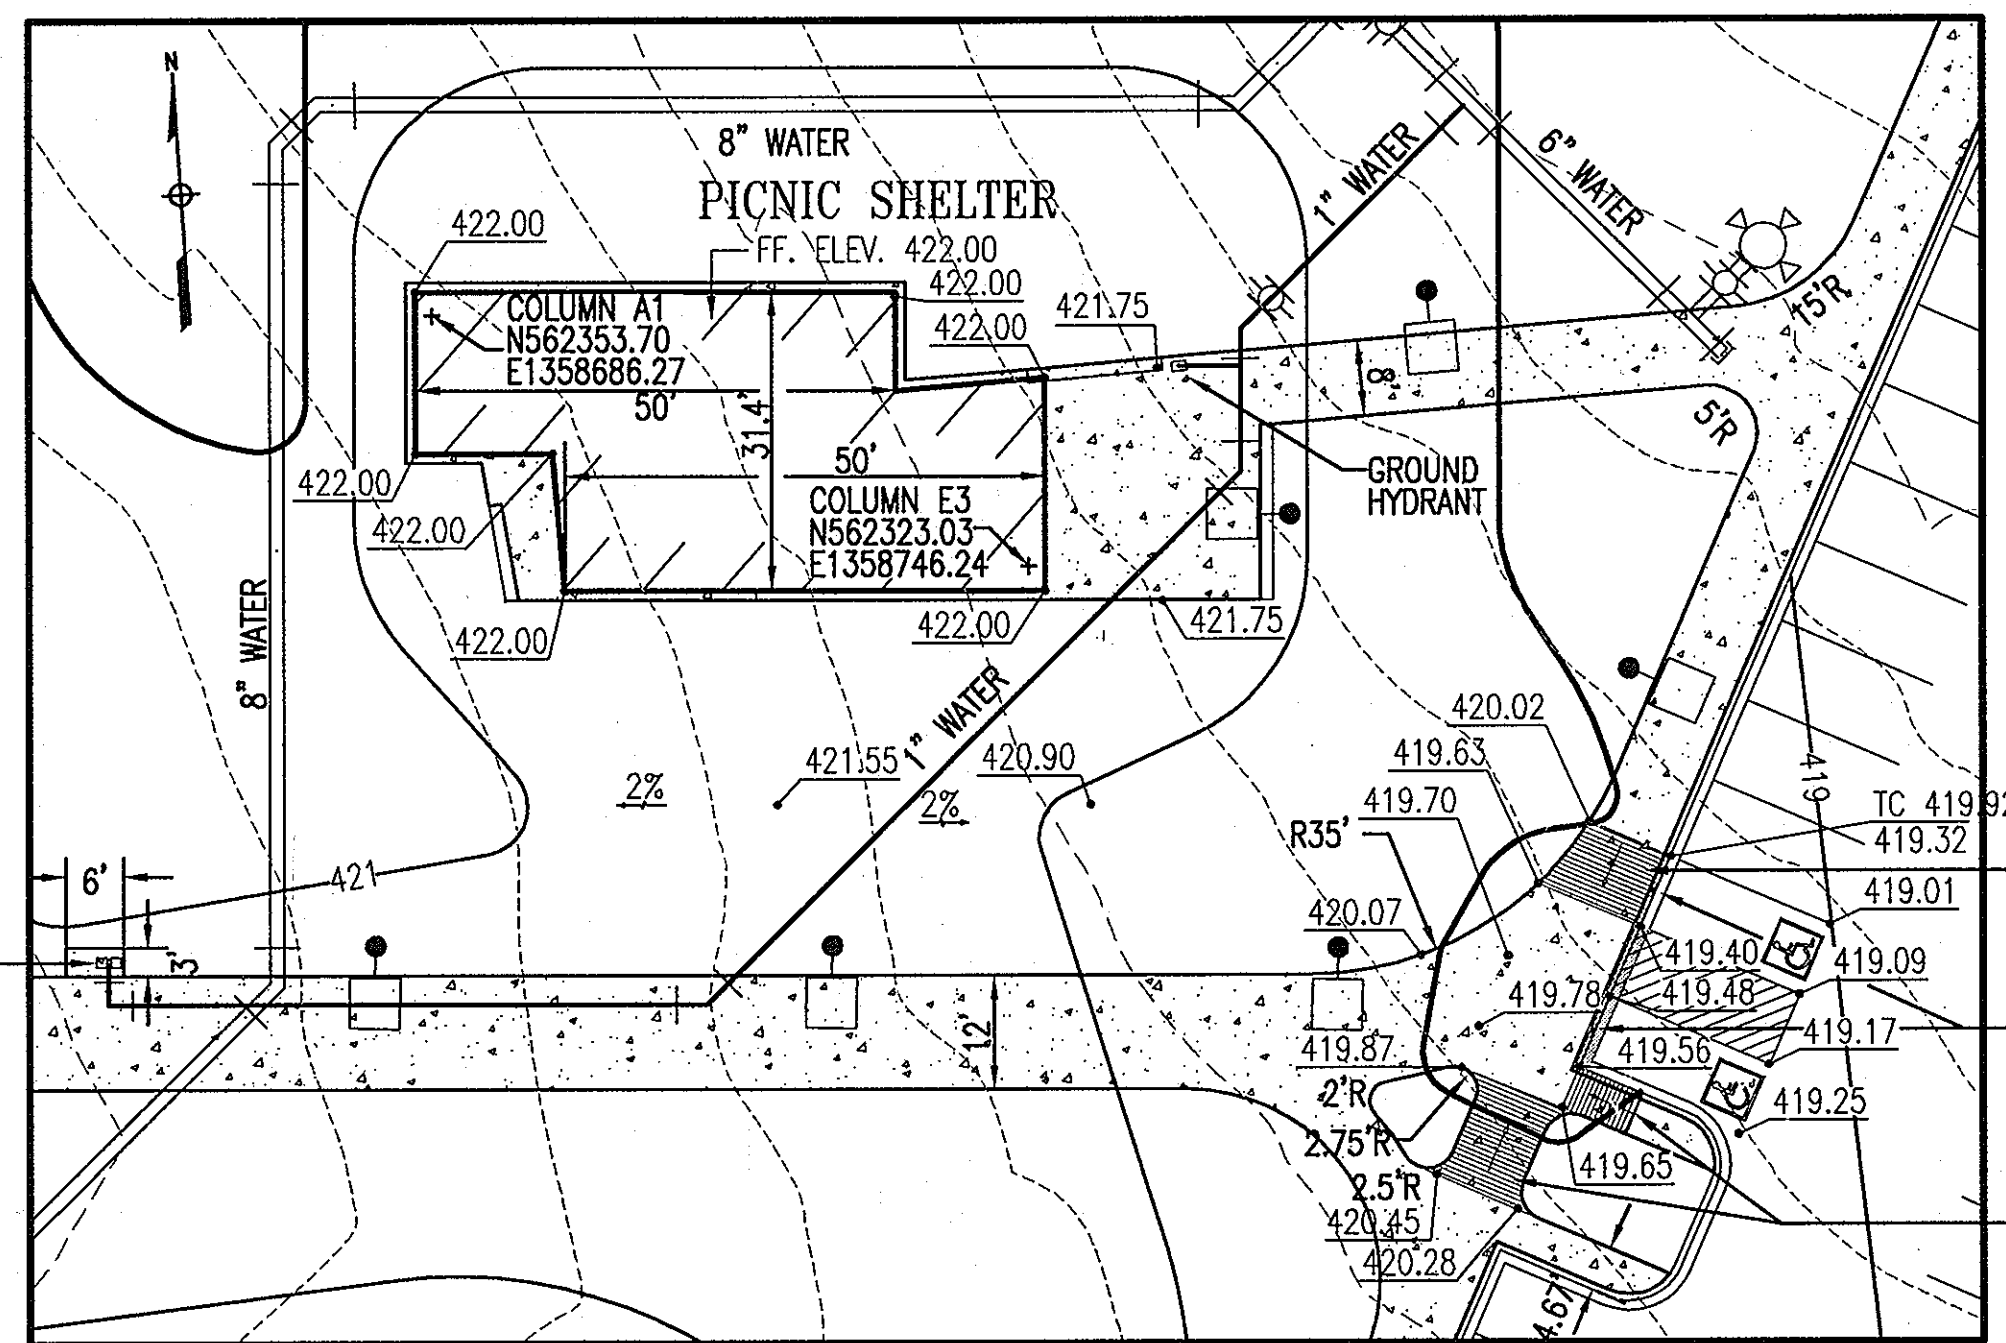 N
8" WATER
PICNIC SHELTER
FF. ELEV. 422.00
1" WATER
6" WATER
422.00
422.00
422.00
421.75
15'R
COLUMN A1
N562353.70
E1358686.27
50'
31.4'
8'
5'R
50'
COLUMN E3
N562323.03
E1358746.24
GROUND
HYDRANT
422.00
422.00
422.00
422.00
421.75
8" WATER
1" WATER
420.02
419.63
419.70
421.55
420.90
2%
2%
R35'
419
TC 419.92
419.32
419.01
6'
421
3'
420.07
419.40
419.09
419.78
419.48
12'
419.87
419.56
419.17
2'R
419.25
2.75'R
419.65
2.5'R
420.45
420.28
4.67'